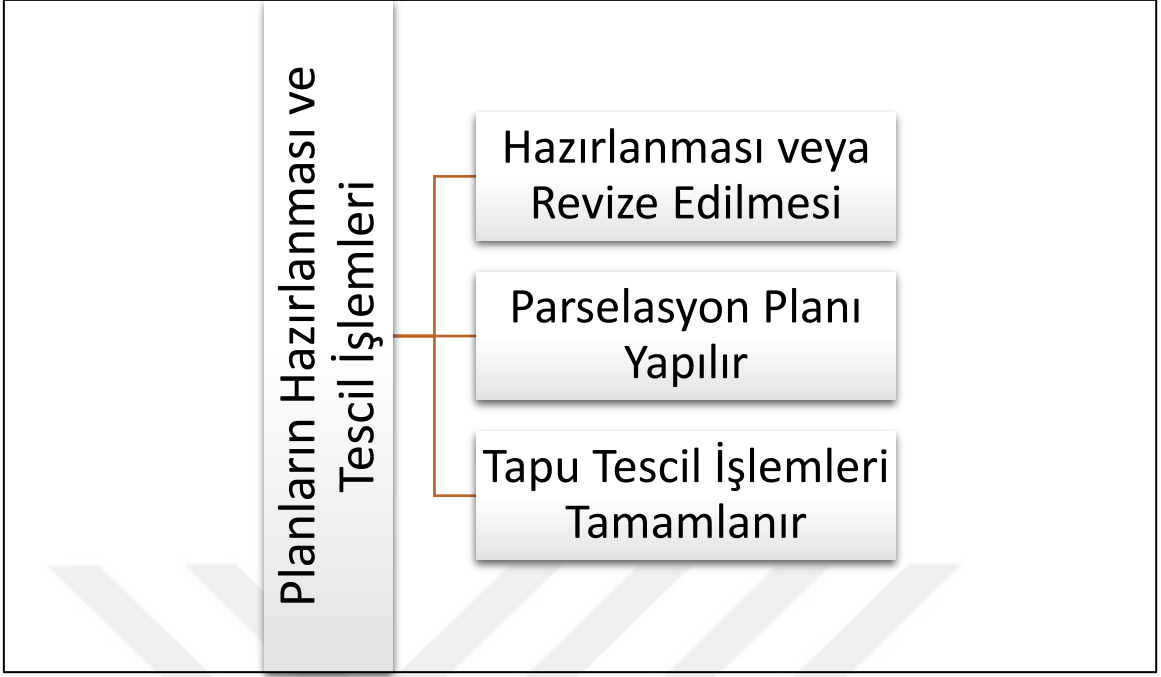 Planların Hazırlanması ve
Tescil İşlemleri
Hazırlanması veya
Revize Edilmesi
Parselasyon Planı
Yapılır
Tapu Tescil İşlemleri
Tamamlanır